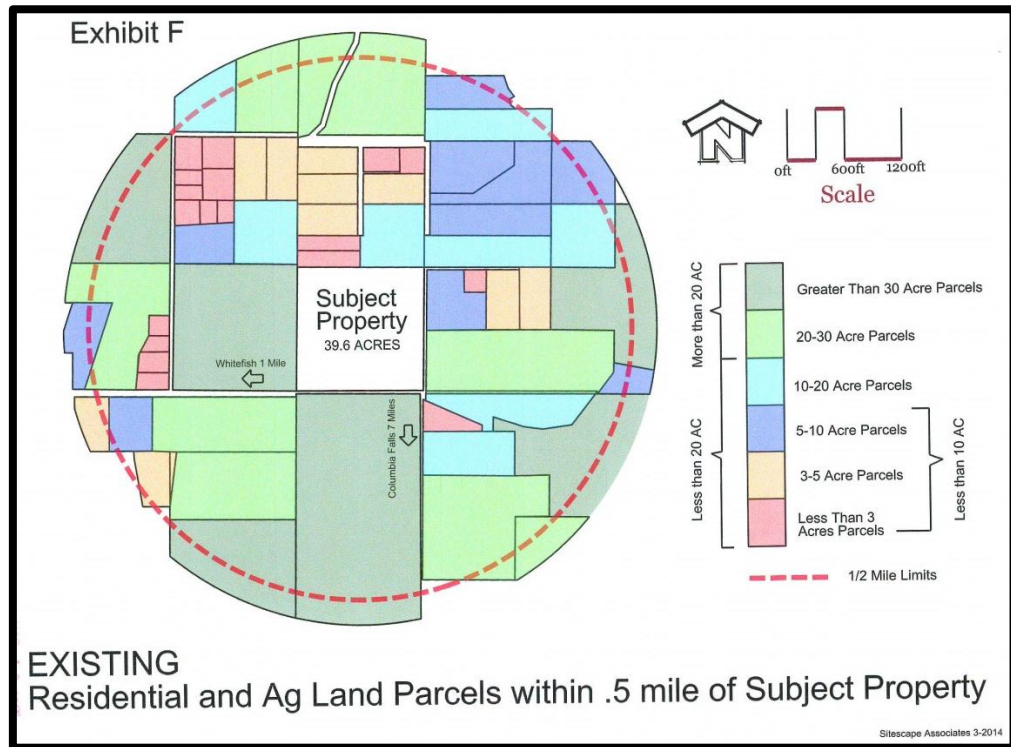 Exhibit F
N
0ft
600ft
1200ft
Scale
Subject
Property
39.6 ACRES
Whitefish 1 Mile
Columbia Falls 7 Miles
More than 20 AC
Less than 20 AC
Less than 10 AC
Greater Than 30 Acre Parcels
20-30 Acre Parcels
10-20 Acre Parcels
5-10 Acre Parcels
3-5 Acre Parcels
Less Than 3
Acres Parcels
1/2 Mile Limits
EXISTING
Residential and Ag Land Parcels within .5 mile of Subject Property
Sitescape Associates 3-2014